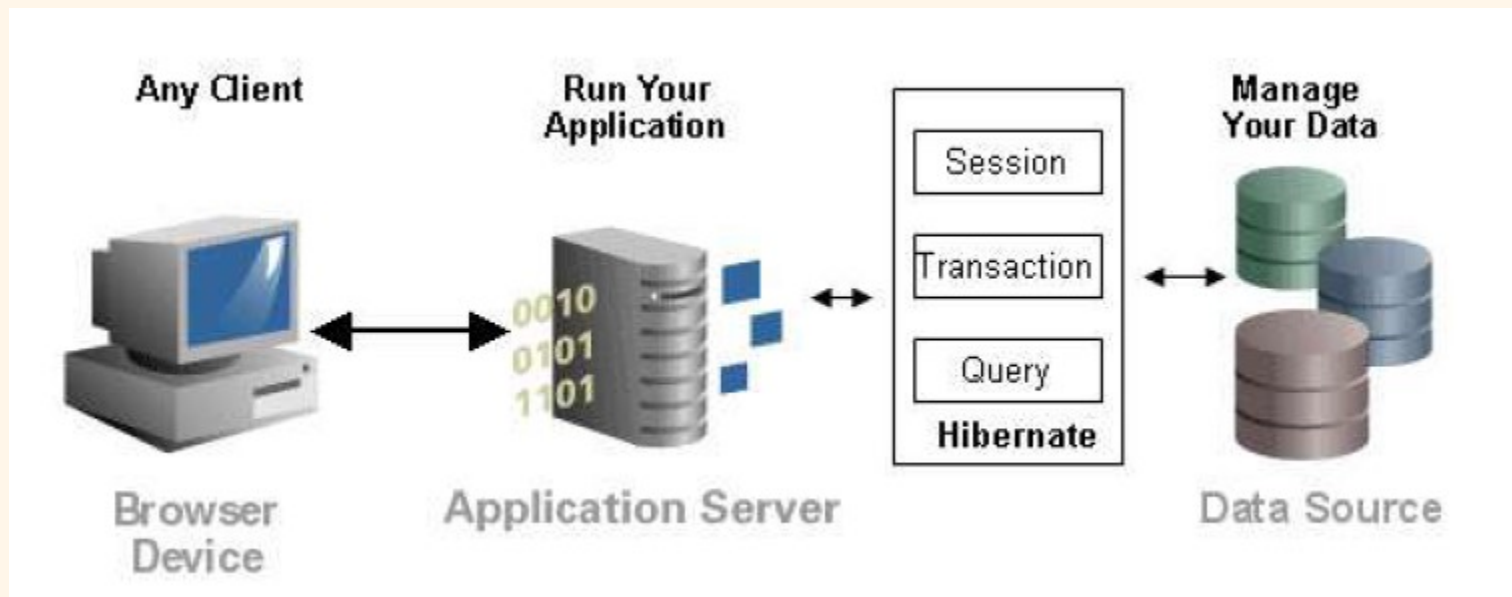 Any Client
Run Your
Application
Manage
Your Data
Session
Transaction
Query
Hibernate
0010
0101
1101
Browser
Device
Application Server
Data Source